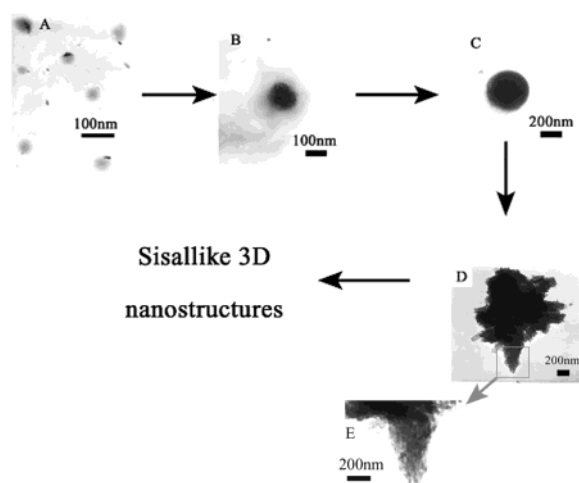 A
100nm
B
100nm
C
200nm
Sisallike 3D
nanostructures
D
200nm
E
200nm